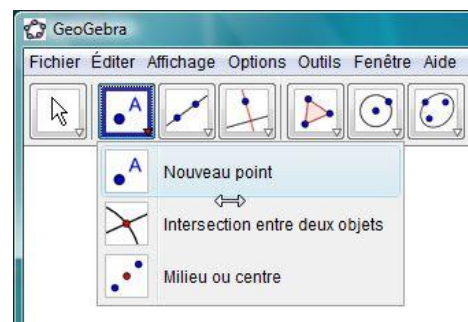 GeoGebra
Fichier Éditer Affichage Options Outils Fenêtre Aide
A
A Nouveau point
Intersection entre deux objets
Milieu ou centre